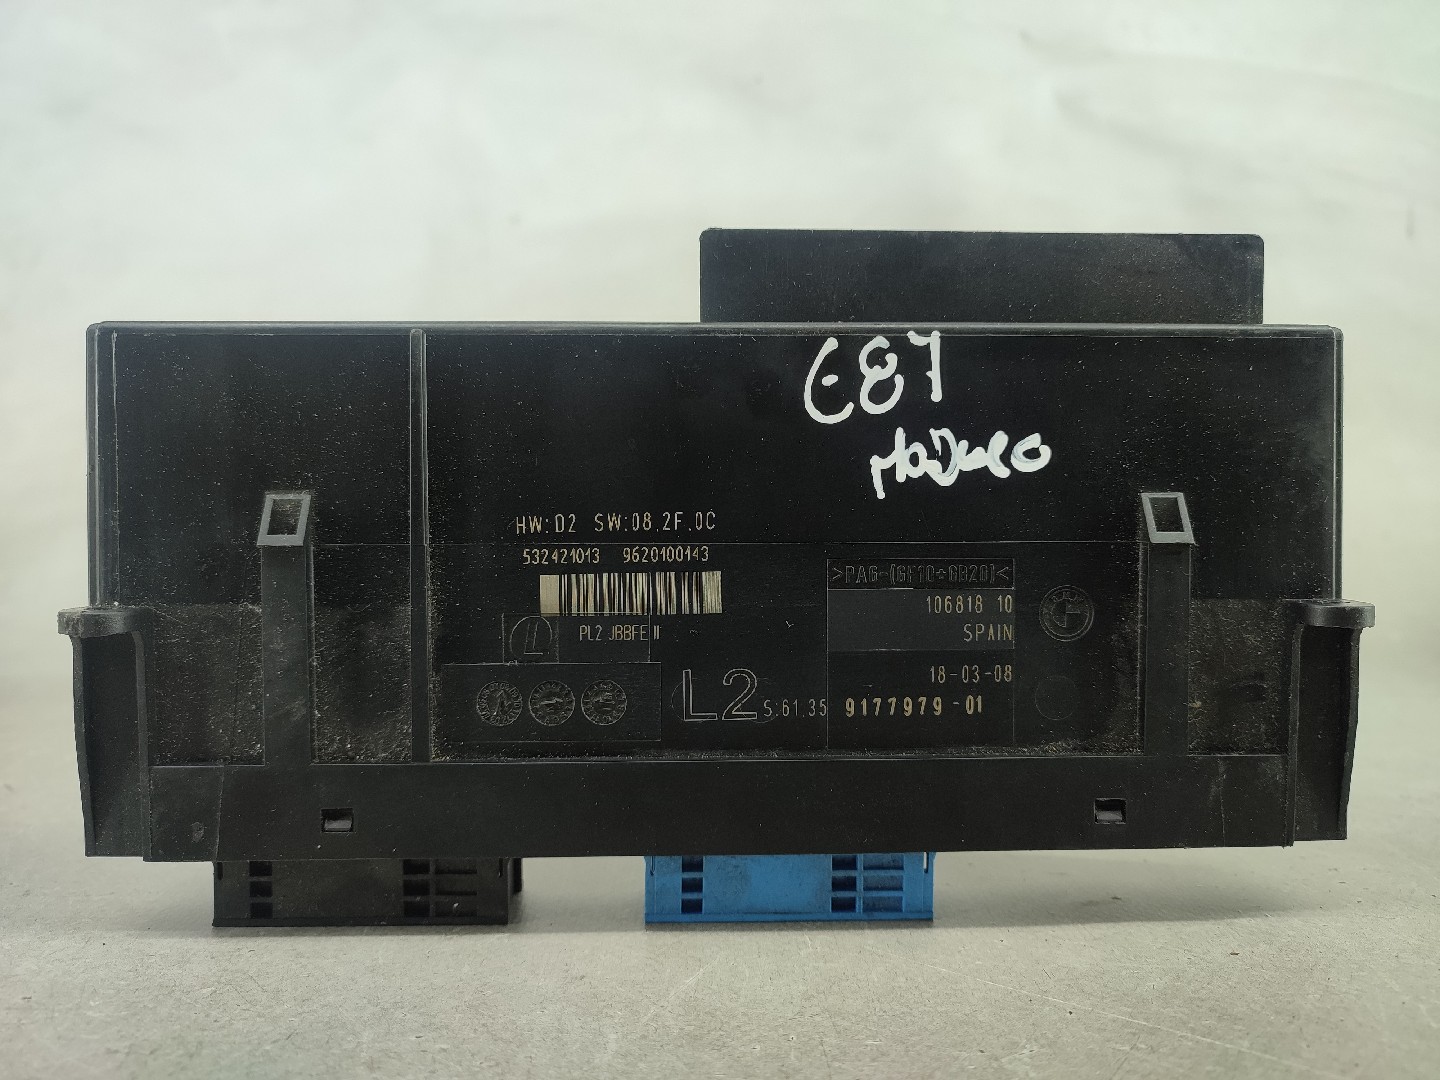 E87
MODULO
HW:D2 SW:08.2F.0C
532421013 9620100143
>PA6-(GF10+GB20)<
106818 10
SPAIN
PL2 JBBFE II
18-03-08
L2 S:61.35 9177979-01